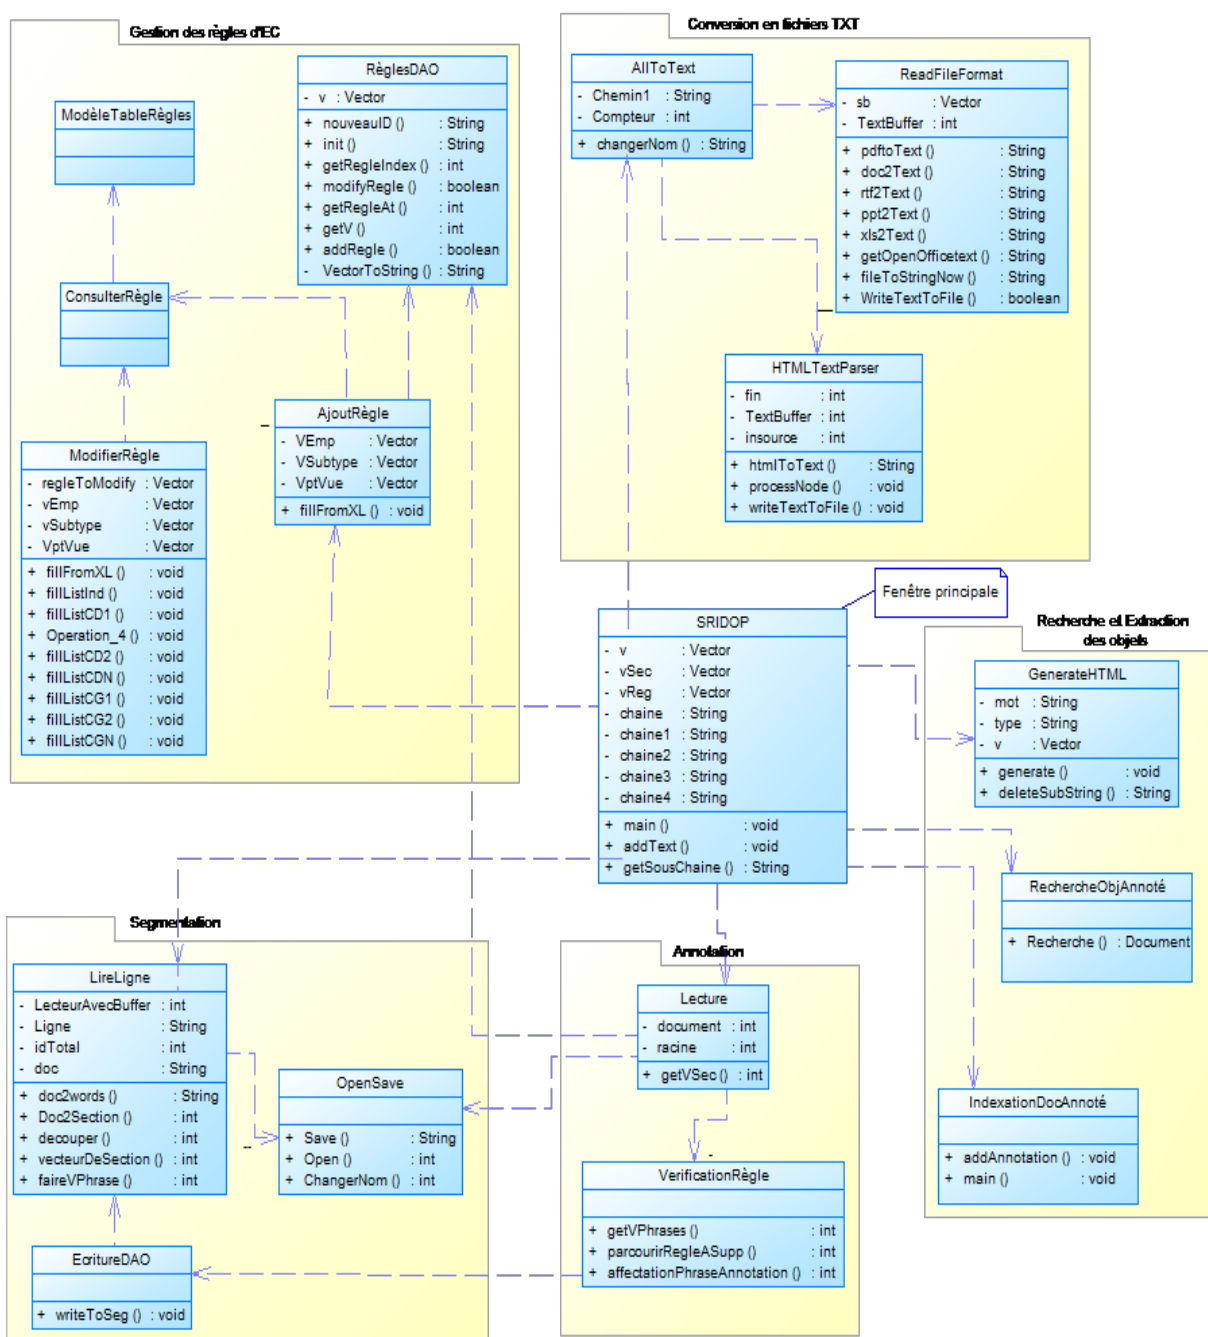 Gestion des règles d'EC
ModèleTableRègles
RèglesDAO
- v : Vector
+ nouveauID () : String
+ init () : String
+ getRegleIndex () : int
+ modifyRegle () : boolean
+ getRegleAt () : int
+ getV () : int
+ addRegle () : boolean
- VectorToString () : String
ConsulterRègle
AjoutRègle
- VEmp : Vector
- VSubtype : Vector
- VptVue : Vector
+ fillFromXL () : void
ModifierRègle
- regleToModify : Vector
- vEmp : Vector
- vSubtype : Vector
- VptVue : Vector
+ fillFromXL () : void
+ fillListInd () : void
+ fillListCD1 () : void
+ Operation_4 () : void
+ fillListCD2 () : void
+ fillListCDN () : void
+ fillListCG1 () : void
+ fillListCG2 () : void
+ fillListCGN () : void
Conversion en fichiers TXT
AllToText
- Chemin1 : String
- Compteur : int
+ changerNom () : String
ReadFileFormat
- sb : Vector
- TextBuffer : int
+ pdftoText () : String
+ doc2Text () : String
+ rtf2Text () : String
+ ppt2Text () : String
+ xls2Text () : String
+ getOpenOfficetext () : String
+ fileToStringNow () : String
+ WriteTextToFile () : boolean
HTMLTextParser
- fin : int
- TextBuffer : int
- insource : int
+ htmlToText () : String
+ processNode () : void
+ writeTextToFile () : void
Fenêtre principale
SRIDOP
- v : Vector
- vSec : Vector
- vReg : Vector
- chaine : String
- chaine1 : String
- chaine2 : String
- chaine3 : String
- chaine4 : String
+ main () : void
+ addText () : void
+ getSousChaine () : String
Recherche et Extraction
des objets
GenerateHTML
- mot : String
- type : String
- v : Vector
+ generate () : void
+ deleteSubString () : String
RechercheObjAnnoté
+ Recherche () : Document
IndexationDocAnnoté
+ addAnnotation () : void
+ main () : void
Segmentation
LireLigne
- LecteurAvecBuffer : int
- Ligne : String
- idTotal : int
- doc : String
+ doc2words () : String
+ Doc2Section () : int
+ decouper () : int
+ vecteurDeSection () : int
+ faireVPhrase () : int
OpenSave
+ Save () : String
+ Open () : int
+ ChangerNom () : int
EcritureDAO
+ writeToSeg () : void
Annotation
Lecture
- document : int
- racine : int
+ getVSec () : int
VerificationRègle
+ getVPhrases () : int
+ parcourirRegleASupp () : int
+ affectationPhraseAnnotation () : int